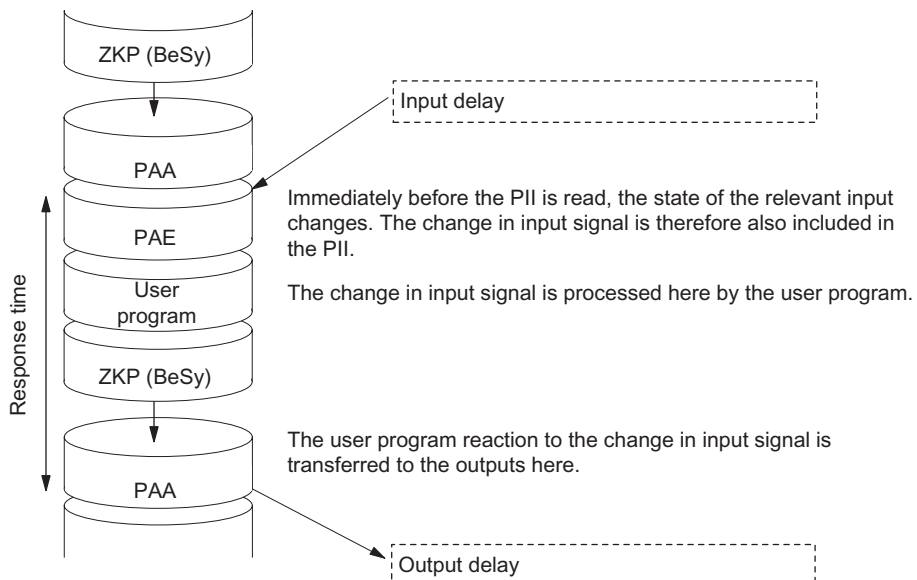 ZKP (BeSy)
Input delay
PAA
Immediately before the PII is read, the state of the relevant input
changes. The change in input signal is therefore also included in
the PII.
PAE
The change in input signal is processed here by the user program.
User
program
Response time
ZKP (BeSy)
The user program reaction to the change in input signal is
transferred to the outputs here.
PAA
Output delay